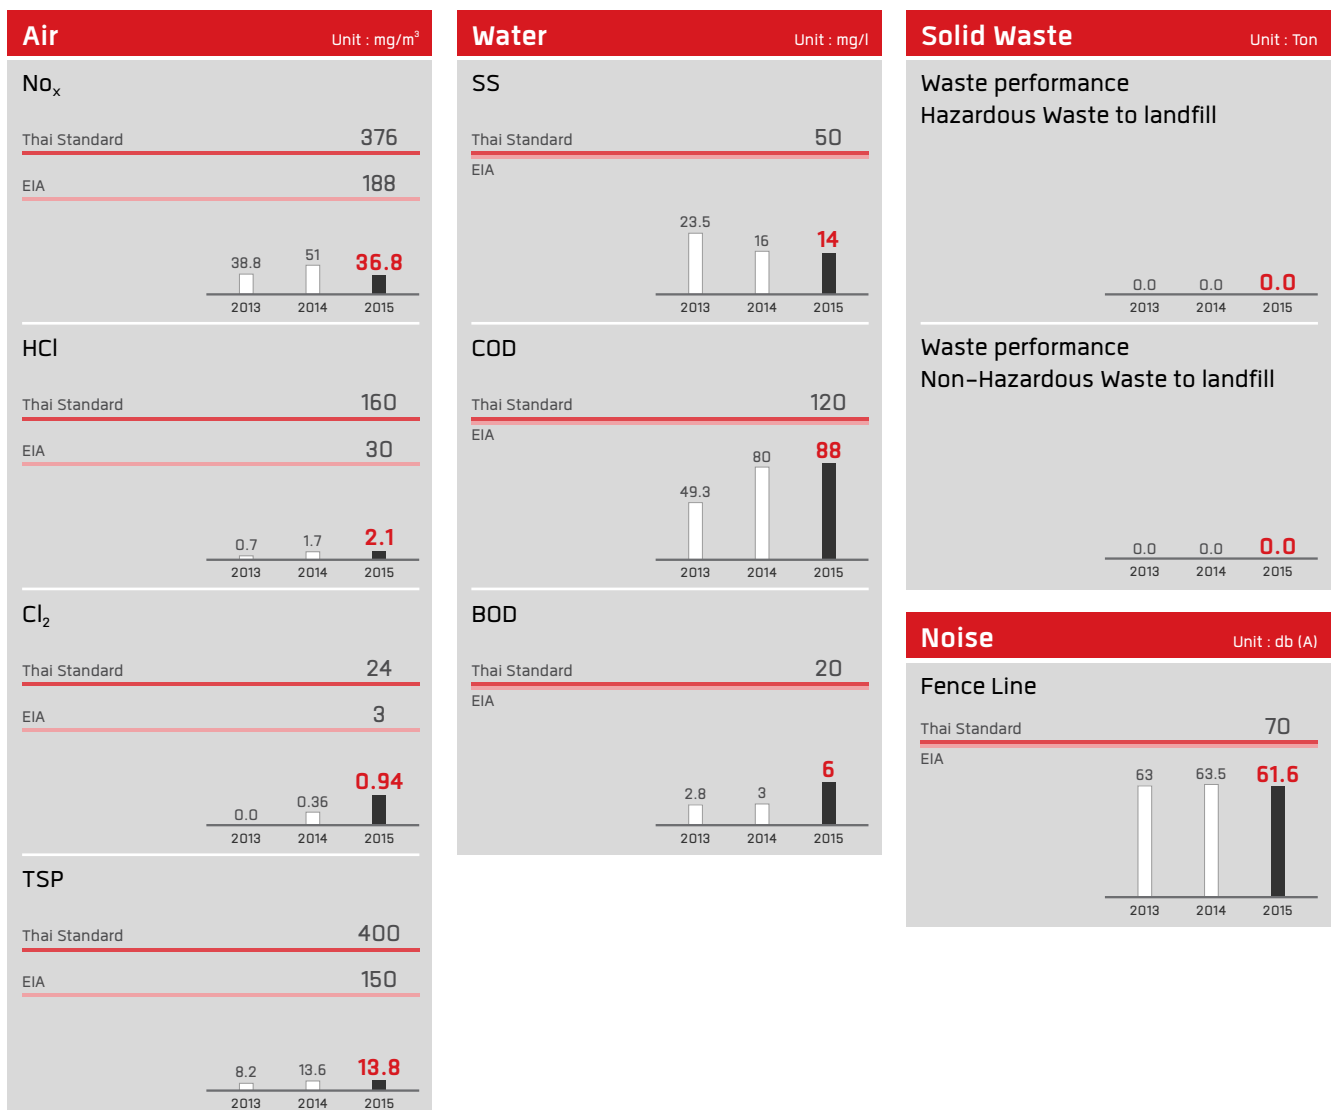 Air Unit : mg/m³
Noₓ
Thai Standard 376
EIA 188
38.8 51 36.8
2013 2014 2015
HCl
Thai Standard 160
EIA 30
0.7 1.7 2.1
2013 2014 2015
Cl₂
Thai Standard 24
EIA 3
0.0 0.36 0.94
2013 2014 2015
TSP
Thai Standard 400
EIA 150
8.2 13.6 13.8
2013 2014 2015
Water Unit : mg/l
SS
Thai Standard 50
EIA
23.5 16 14
2013 2014 2015
COD
Thai Standard 120
EIA
49.3 80 88
2013 2014 2015
BOD
Thai Standard 20
EIA
2.8 3 6
2013 2014 2015
Solid Waste Unit : Ton
Waste performance
Hazardous Waste to landfill
0.0 0.0 0.0
2013 2014 2015
Waste performance
Non-Hazardous Waste to landfill
0.0 0.0 0.0
2013 2014 2015
Noise Unit : db (A)
Fence Line
Thai Standard 70
EIA
63 63.5 61.6
2013 2014 2015